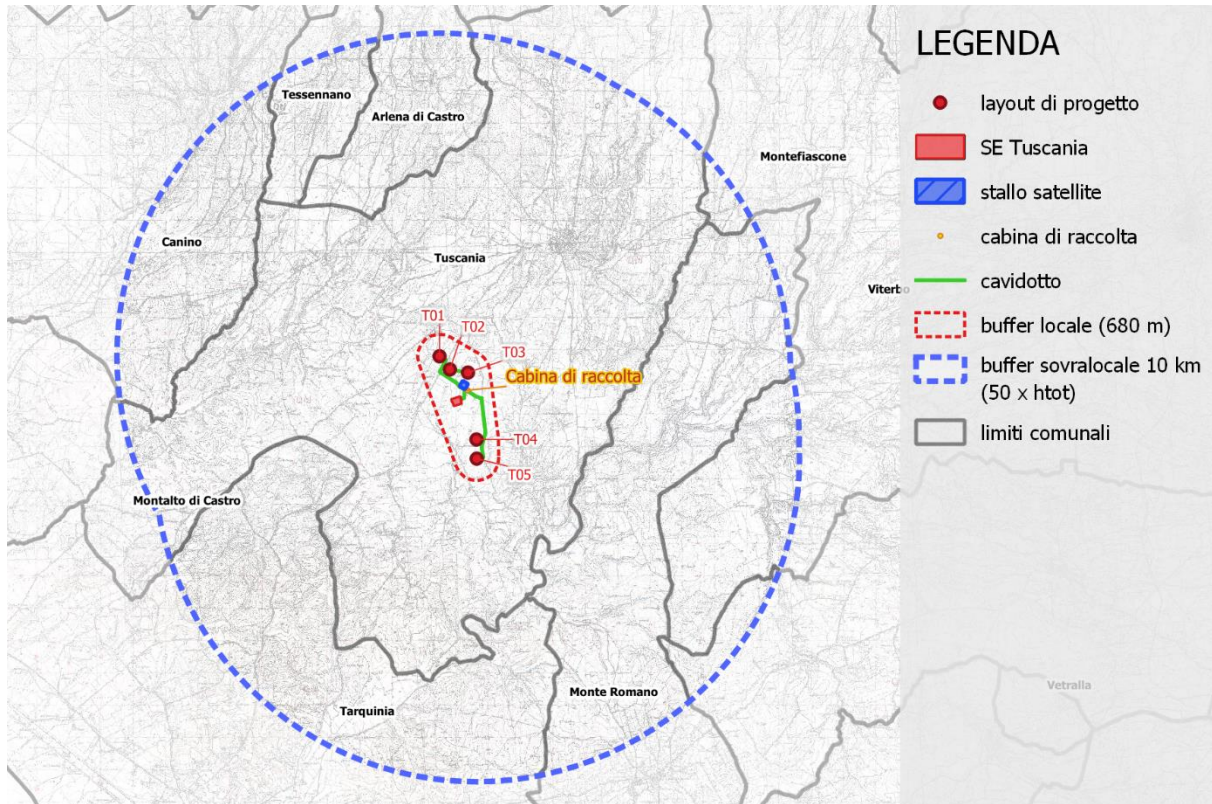 LEGENDA
layout di progetto
SE Tuscania
stallo satellite
cabina di raccolta
cavidotto
buffer locale (680 m)
buffer sovralocale 10 km
(50 x htot)
limiti comunali
Tessennano
Arlena di Castro
Montefiascone
Canino
Tuscania
Viterbo
T01
T02
T03
Cabina di raccolta
T04
T05
Montalto di Castro
Monte Romano
Vetralla
Tarquinia